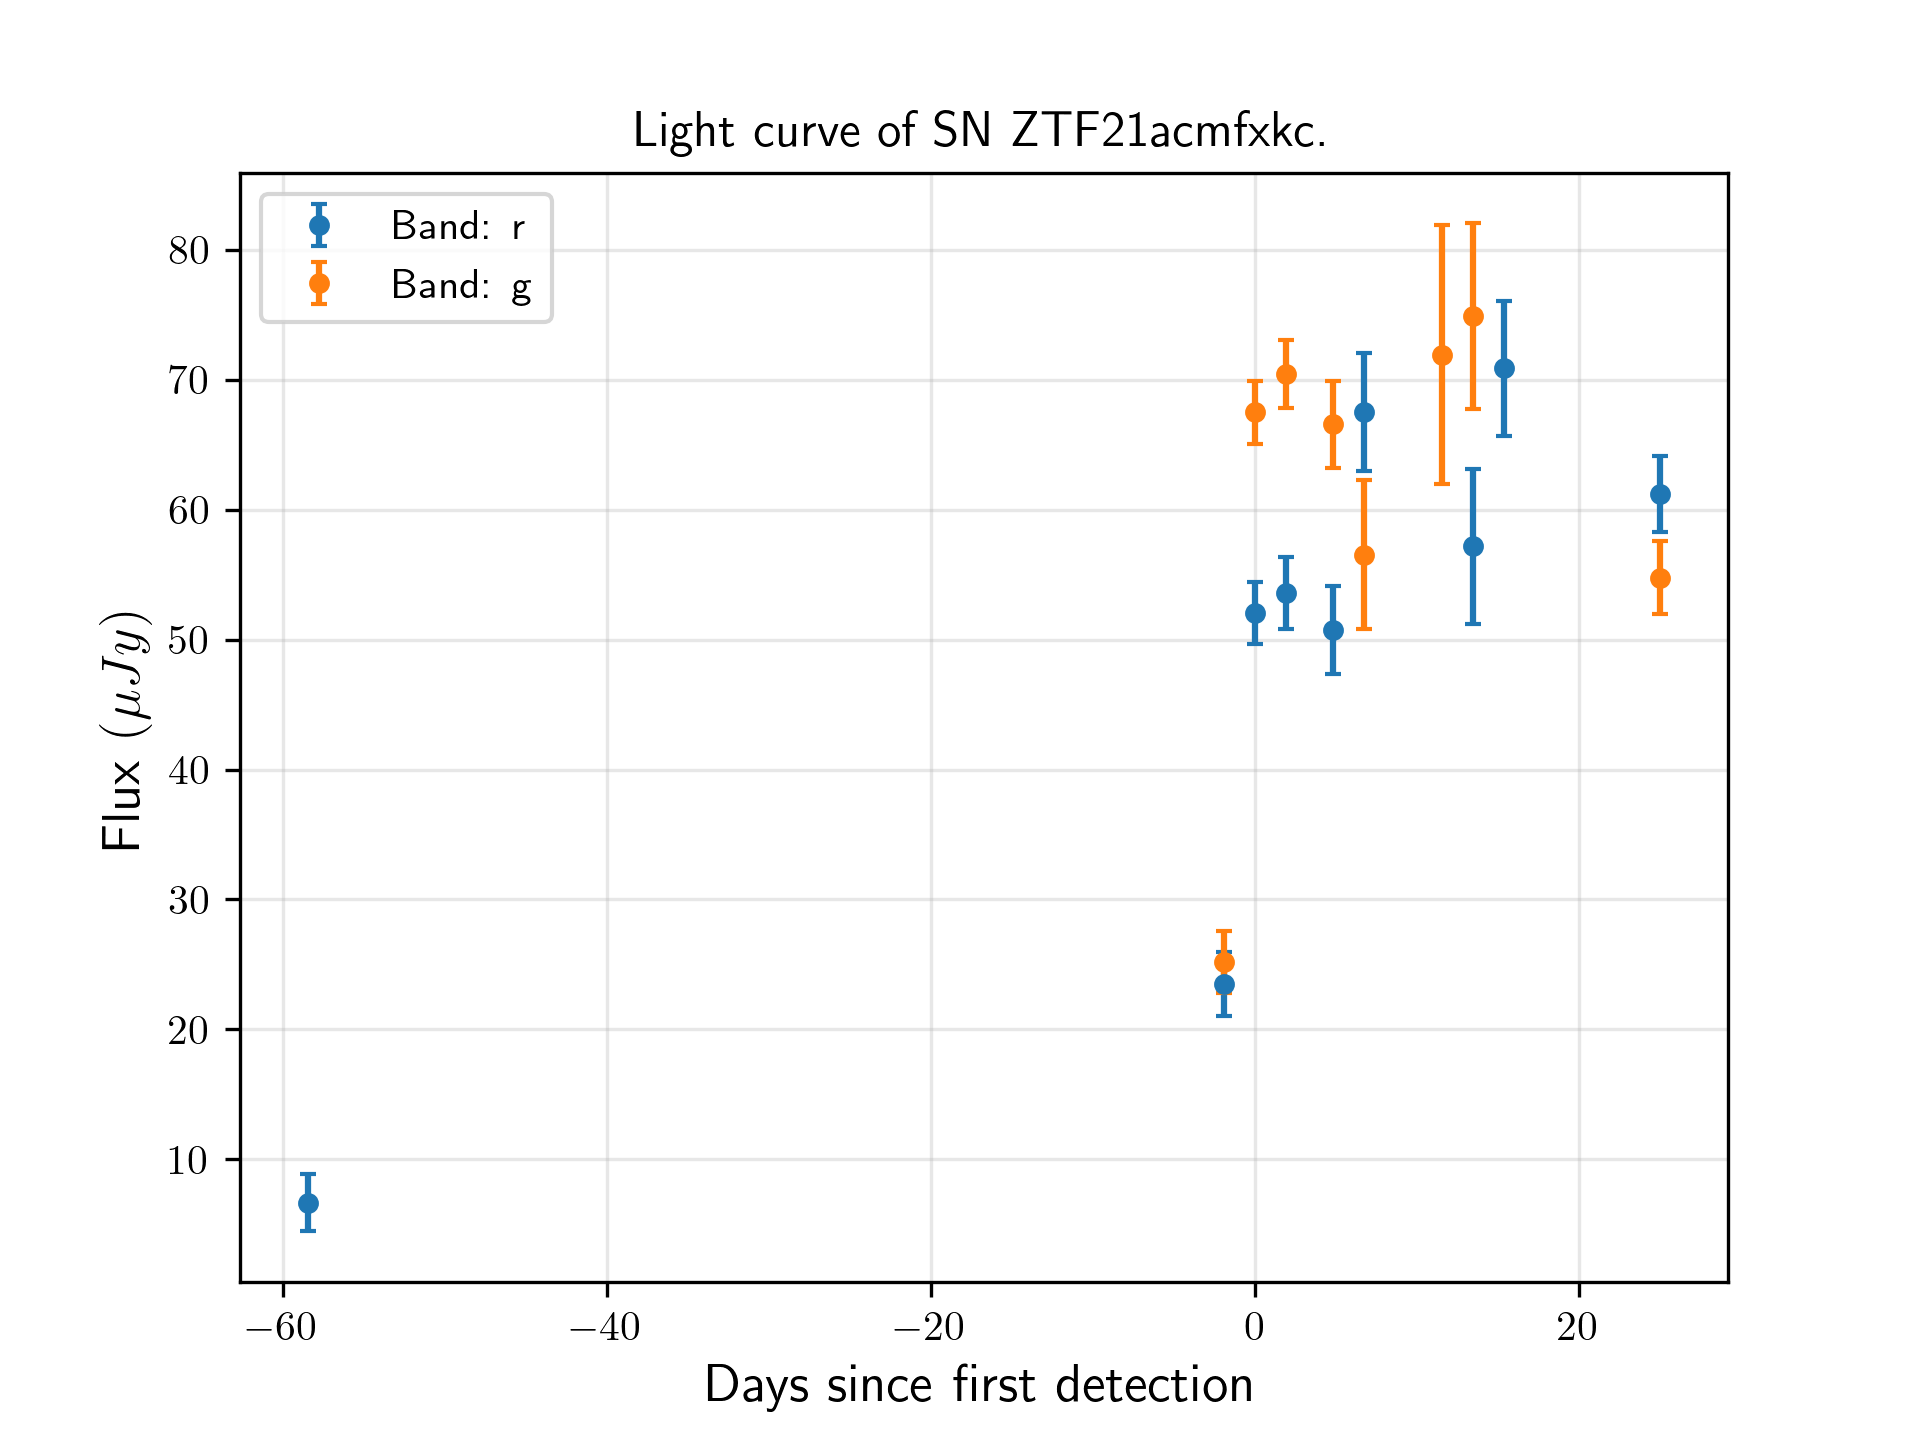 Light curve of SN ZTF21acmfxkc.
Band: r
Band: g
80
70
60
50
40
30
20
10
Flux (μJy)
−60 −40 −20 0 20
Days since first detection